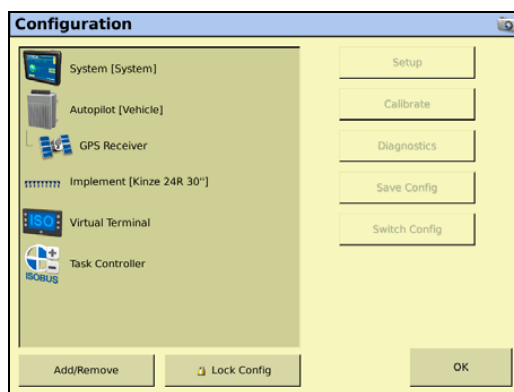 Configuration
System [System]
Autopilot [Vehicle]
GPS Receiver
Implement [Kinze 24R 30"]
ISO
Virtual Terminal
ISOBUS
Task Controller
Setup
Calibrate
Diagnostics
Save Config
Switch Config
Add/Remove
Lock Config
OK